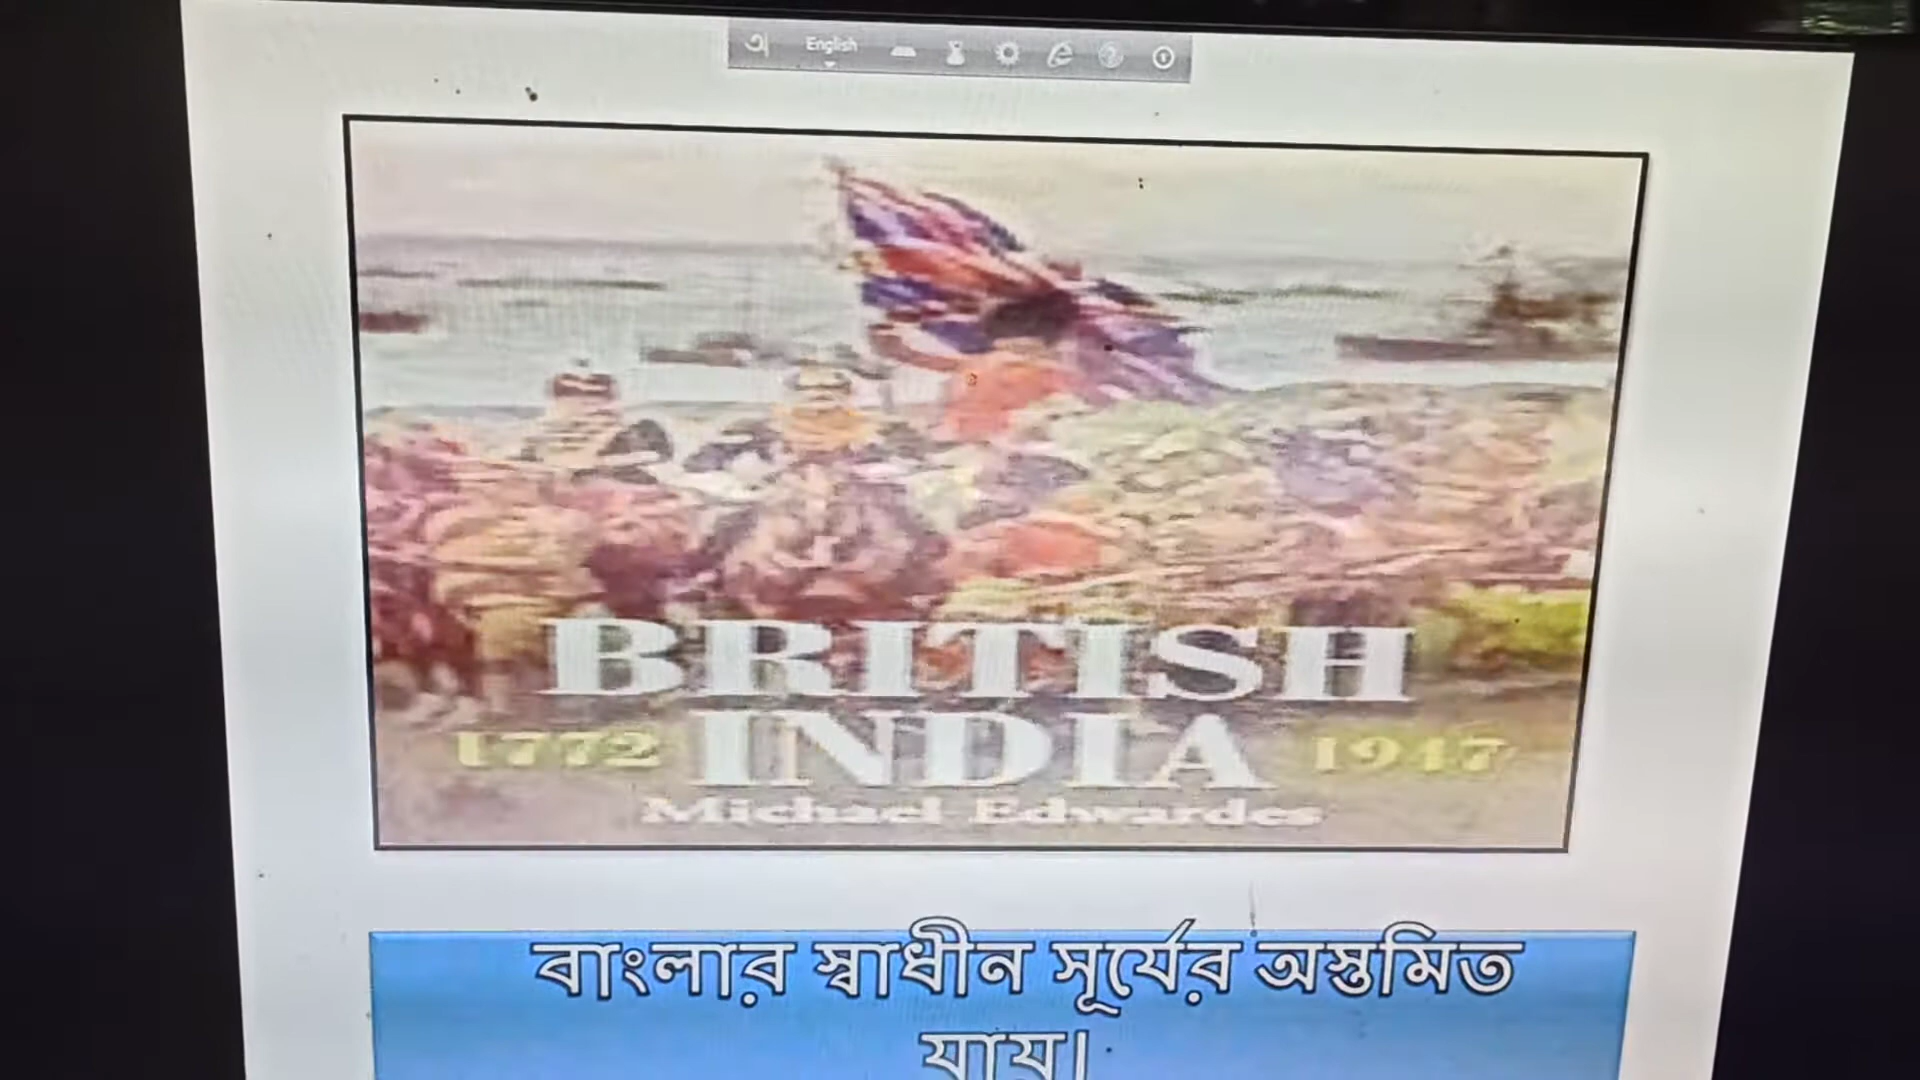 অ English
BRITISH
1772 INDIA 1947
Michael Edwardes
বাংলার স্বাধীন সূর্যের অস্তমিত
যায়।